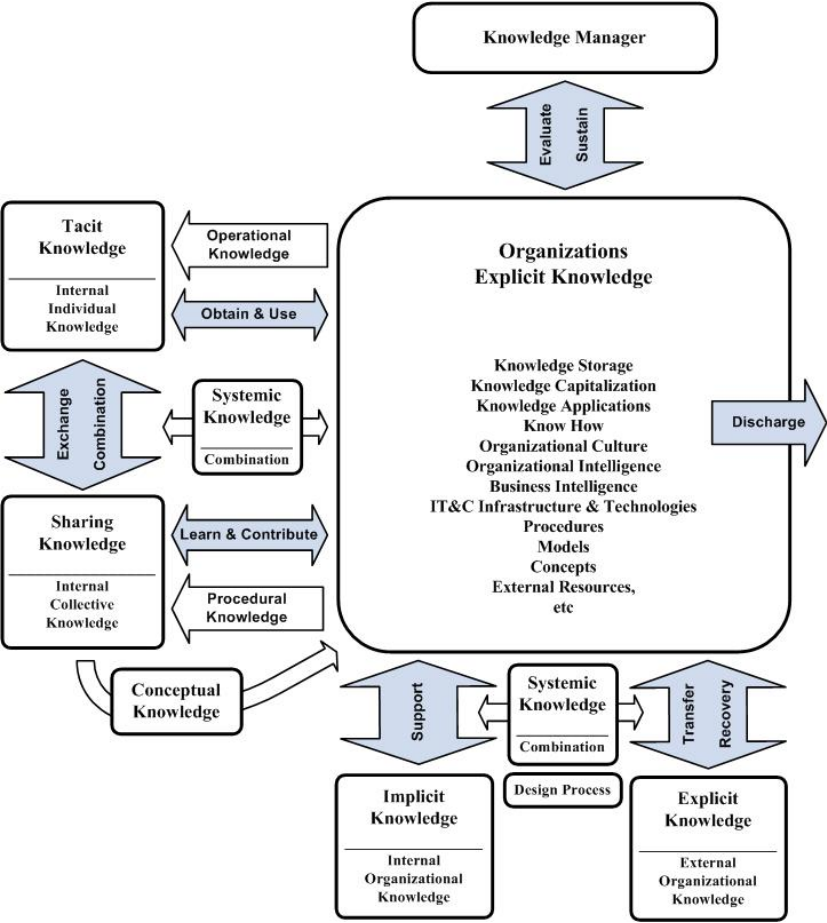 Knowledge Manager
Evaluate
Sustain
Tacit
Knowledge
Internal
Individual
Knowledge
Operational
Knowledge
Obtain & Use
Organizations
Explicit Knowledge
Knowledge Storage
Knowledge Capitalization
Knowledge Applications
Know How
Organizational Culture
Organizational Intelligence
Business Intelligence
IT&C Infrastructure & Technologies
Procedures
Models
Concepts
External Resources,
etc
Discharge
Exchange
Combination
Systemic
Knowledge
Combination
Sharing
Knowledge
Internal
Collective
Knowledge
Learn & Contribute
Procedural
Knowledge
Conceptual
Knowledge
Support
Systemic
Knowledge
Combination
Design Process
Transfer
Recovery
Implicit
Knowledge
Internal
Organizational
Knowledge
Explicit
Knowledge
External
Organizational
Knowledge